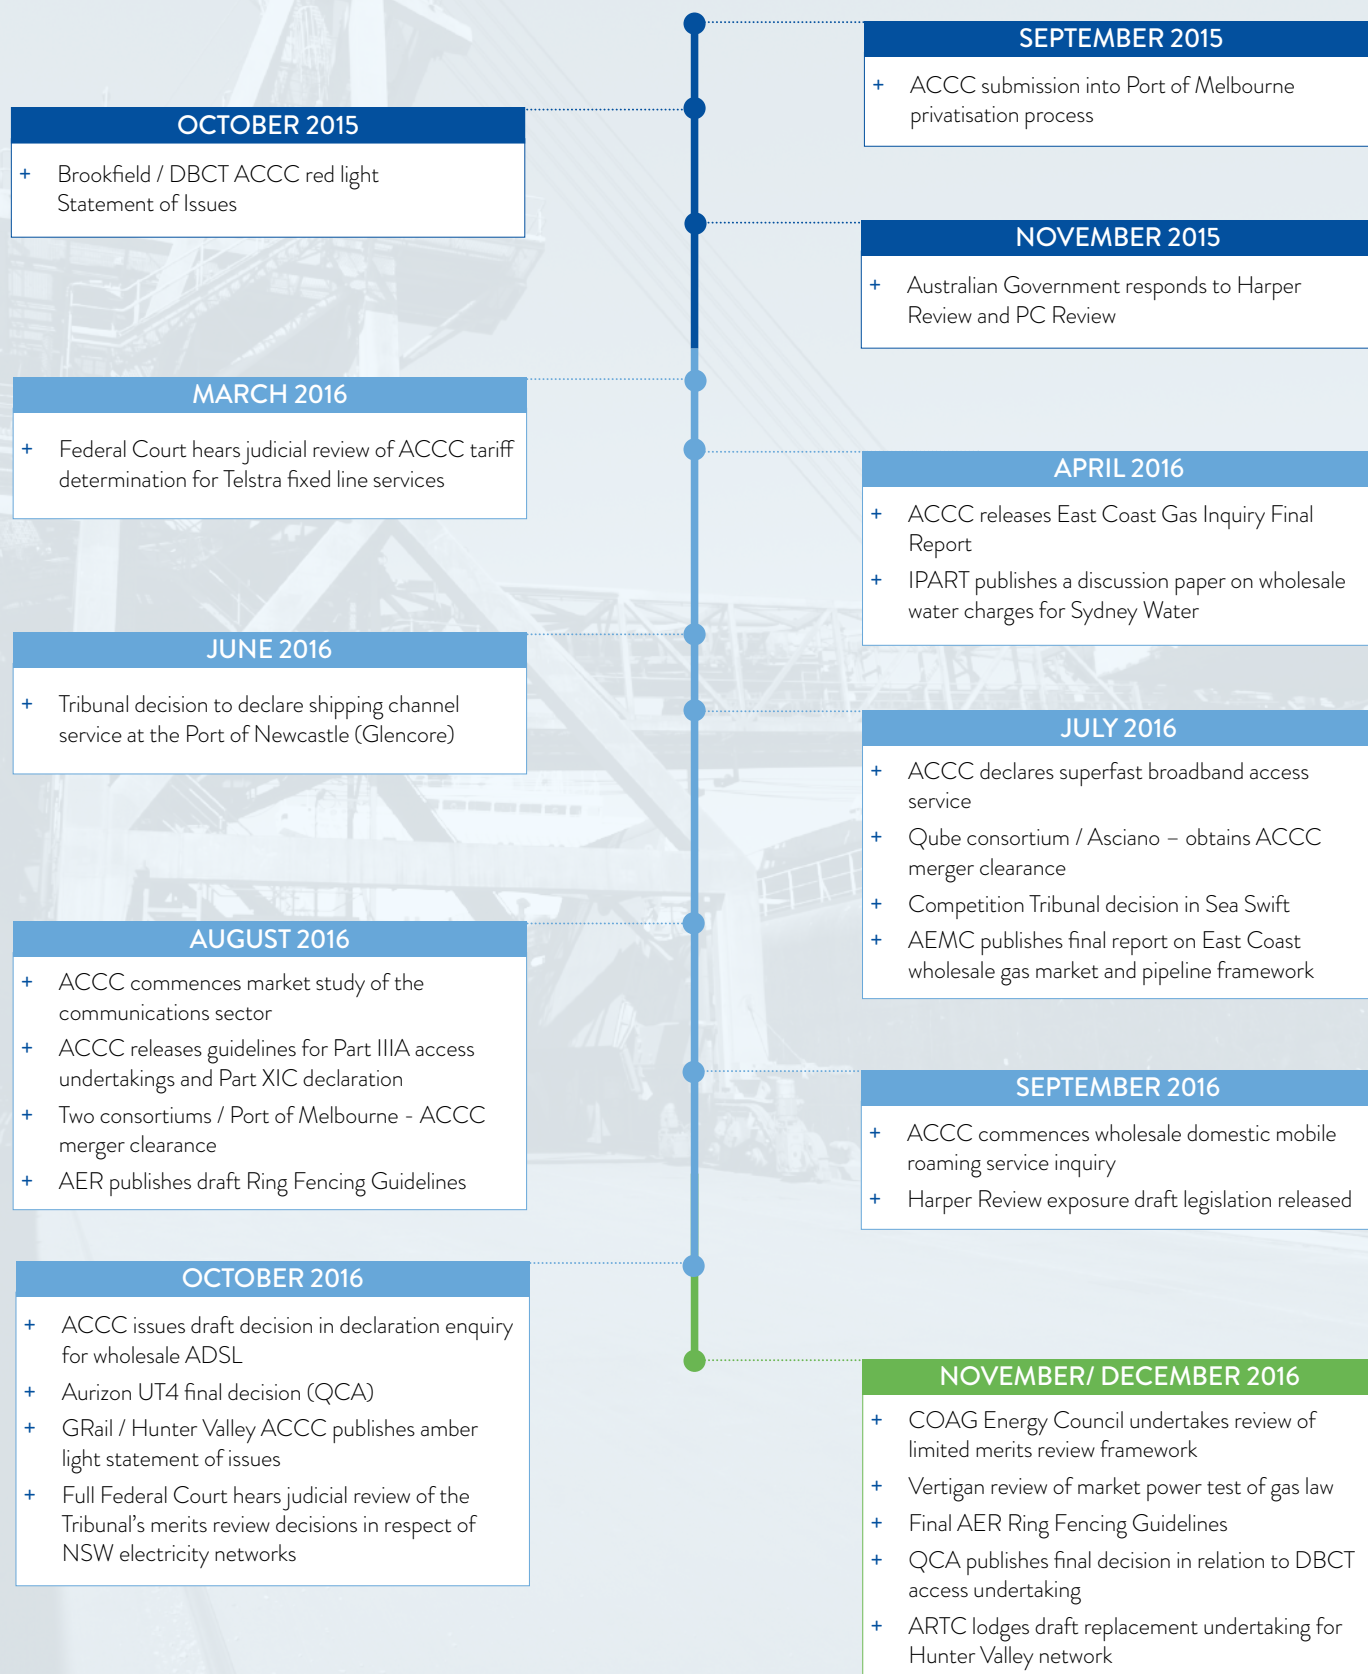 SEPTEMBER 2015
+ ACCC submission into Port of Melbourne
privatisation process
OCTOBER 2015
+ Brookfield / DBCT ACCC red light
Statement of Issues
NOVEMBER 2015
+ Australian Government responds to Harper
Review and PC Review
MARCH 2016
+ Federal Court hears judicial review of ACCC tariff
determination for Telstra fixed line services
APRIL 2016
+ ACCC releases East Coast Gas Inquiry Final
Report
+ IPART publishes a discussion paper on wholesale
water charges for Sydney Water
JUNE 2016
+ Tribunal decision to declare shipping channel
service at the Port of Newcastle (Glencore)
JULY 2016
+ ACCC declares superfast broadband access
service
+ Qube consortium / Asciano – obtains ACCC
merger clearance
+ Competition Tribunal decision in Sea Swift
+ AEMC publishes final report on East Coast
wholesale gas market and pipeline framework
AUGUST 2016
+ ACCC commences market study of the
communications sector
+ ACCC releases guidelines for Part IIIA access
undertakings and Part XIC declaration
+ Two consortiums / Port of Melbourne - ACCC
merger clearance
+ AER publishes draft Ring Fencing Guidelines
SEPTEMBER 2016
+ ACCC commences wholesale domestic mobile
roaming service inquiry
+ Harper Review exposure draft legislation released
OCTOBER 2016
+ ACCC issues draft decision in declaration enquiry
for wholesale ADSL
+ Aurizon UT4 final decision (QCA)
+ GRail / Hunter Valley ACCC publishes amber
light statement of issues
+ Full Federal Court hears judicial review of the
Tribunal's merits review decisions in respect of
NSW electricity networks
NOVEMBER/ DECEMBER 2016
+ COAG Energy Council undertakes review of
limited merits review framework
+ Vertigan review of market power test of gas law
+ Final AER Ring Fencing Guidelines
+ QCA publishes final decision in relation to DBCT
access undertaking
+ ARTC lodges draft replacement undertaking for
Hunter Valley network